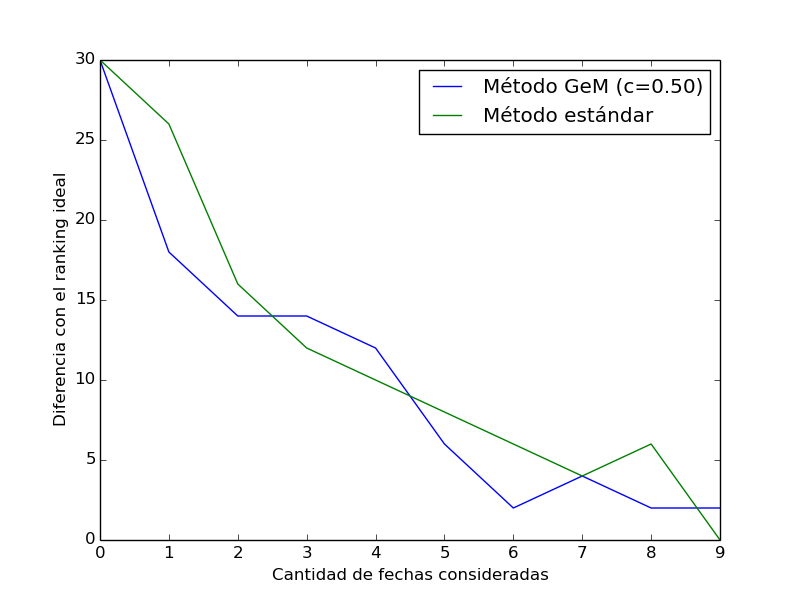 Método GeM (c=0.50)
Método estándar
Diferencia con el ranking ideal
30
25
20
15
10
5
0
0 1 2 3 4 5 6 7 8 9
Cantidad de fechas consideradas